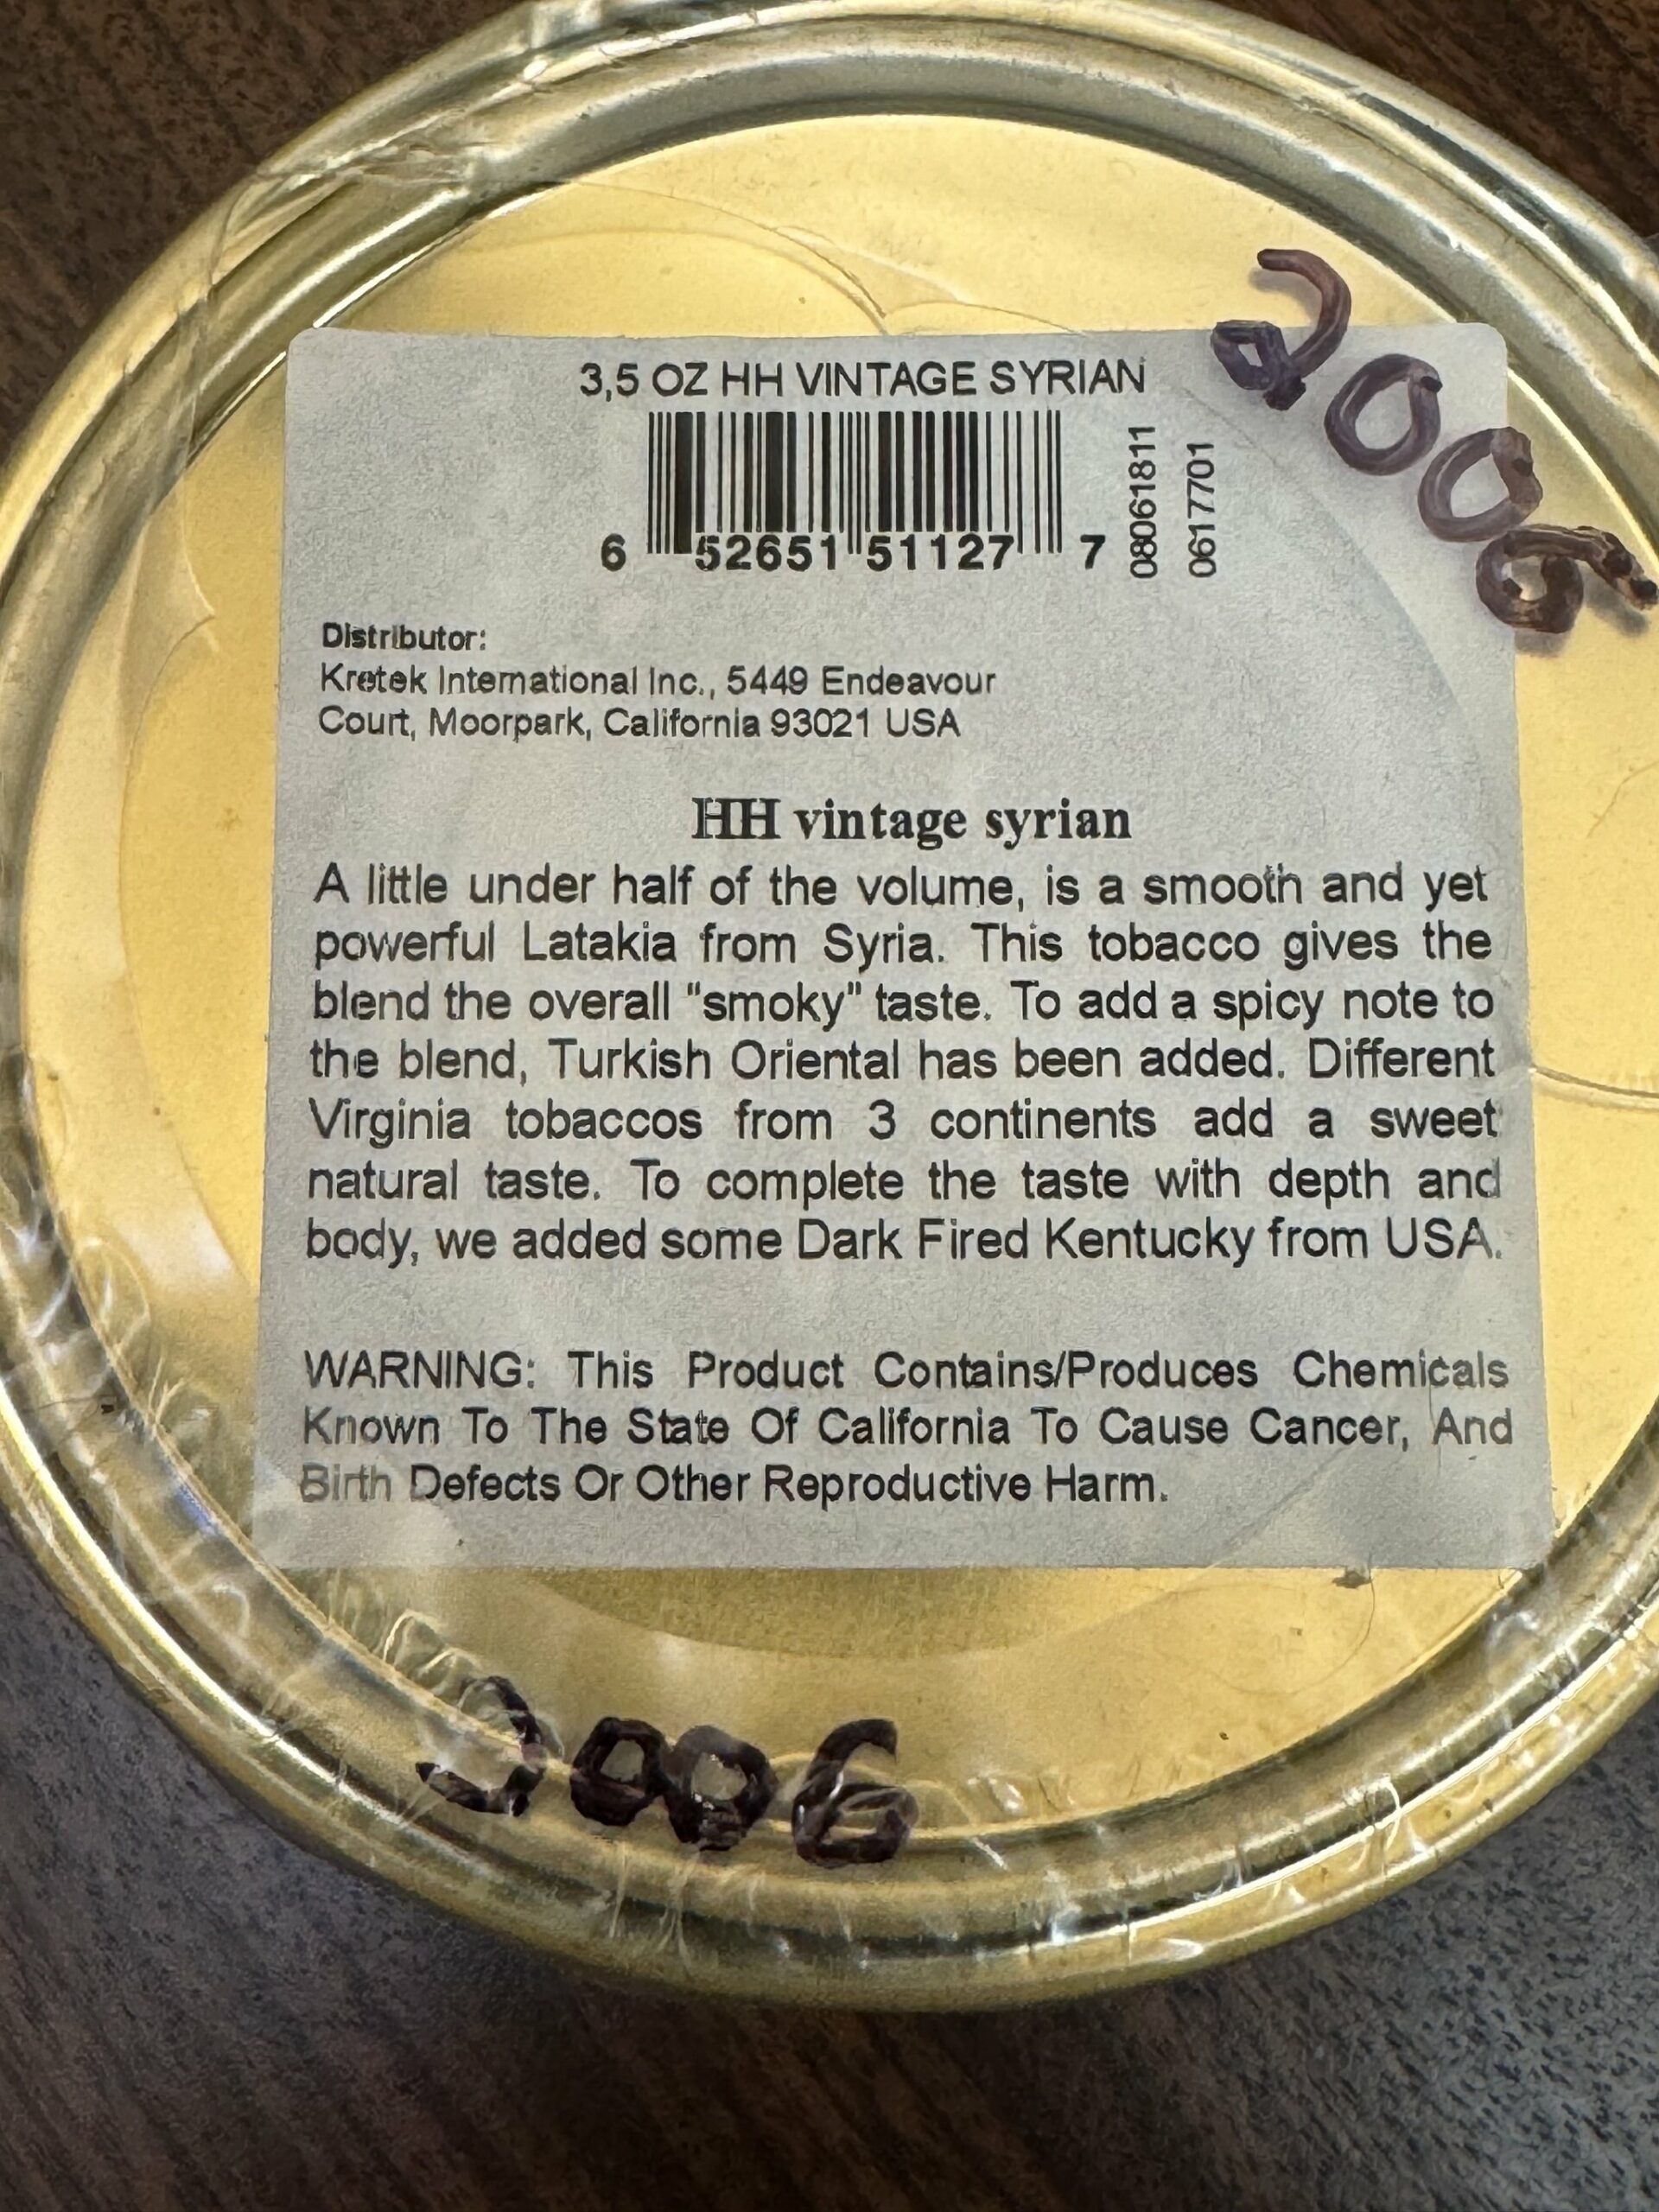 2006
3,5 OZ HH VINTAGE SYRIAN
6 52651 51127 7
08061811
0617701
Distributor:
Kretek International Inc., 5449 Endeavour
Court, Moorpark, California 93021 USA
HH vintage syrian
A little under half of the volume, is a smooth and yet
powerful Latakia from Syria. This tobacco gives the
blend the overall "smoky" taste. To add a spicy note to
the blend, Turkish Oriental has been added. Different
Virginia tobaccos from 3 continents add a sweet
natural taste. To complete the taste with depth and
body, we added some Dark Fired Kentucky from USA.
WARNING: This Product Contains/Produces Chemicals
Known To The State Of California To Cause Cancer, And
Birth Defects Or Other Reproductive Harm.
2006